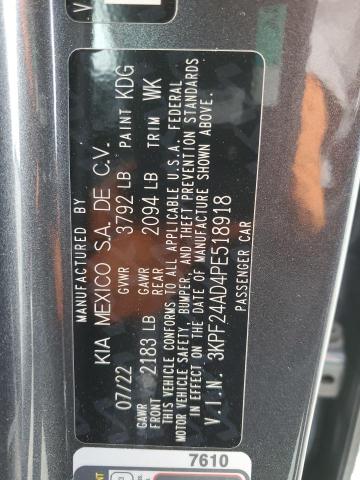 MANUFACTURED BY
KIA MEXICO S.A. DE C.V.
07/22 GVWR 3792 LB PAINT KDG
GAWR FRONT 2183 LB GAWR REAR 2094 LB TRIM WK
THIS VEHICLE CONFORMS TO ALL APPLICABLE U.S.A. FEDERAL
MOTOR VEHICLE SAFETY, BUMPER, AND THEFT PREVENTION STANDARDS
IN EFFECT ON THE DATE OF MANUFACTURE SHOWN ABOVE.
V.I.N. 3KPF24AD4PE518918
PASSENGER CAR
7610